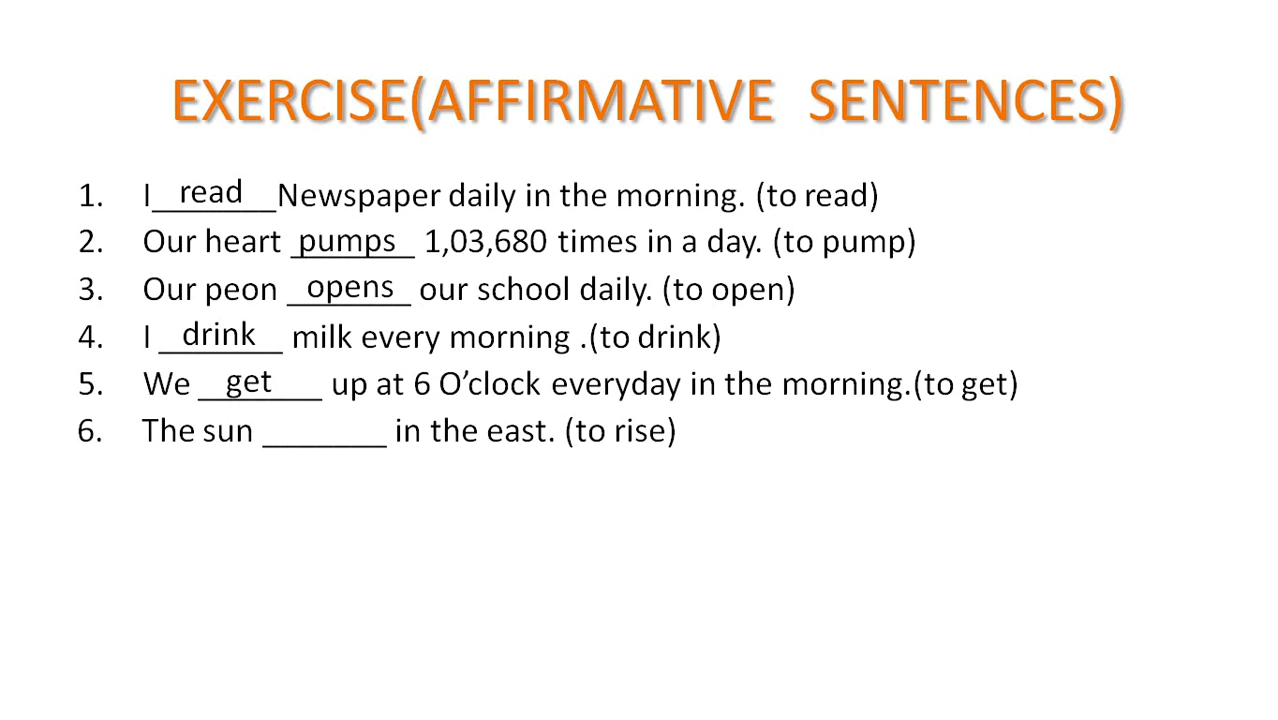 EXERCISE(AFFIRMATIVE SENTENCES)
1. I read Newspaper daily in the morning. (to read)
2. Our heart pumps 1,03,680 times in a day. (to pump)
3. Our peon opens our school daily. (to open)
4. I drink milk every morning .(to drink)
5. We get up at 6 O’clock everyday in the morning.(to get)
6. The sun _______ in the east. (to rise)